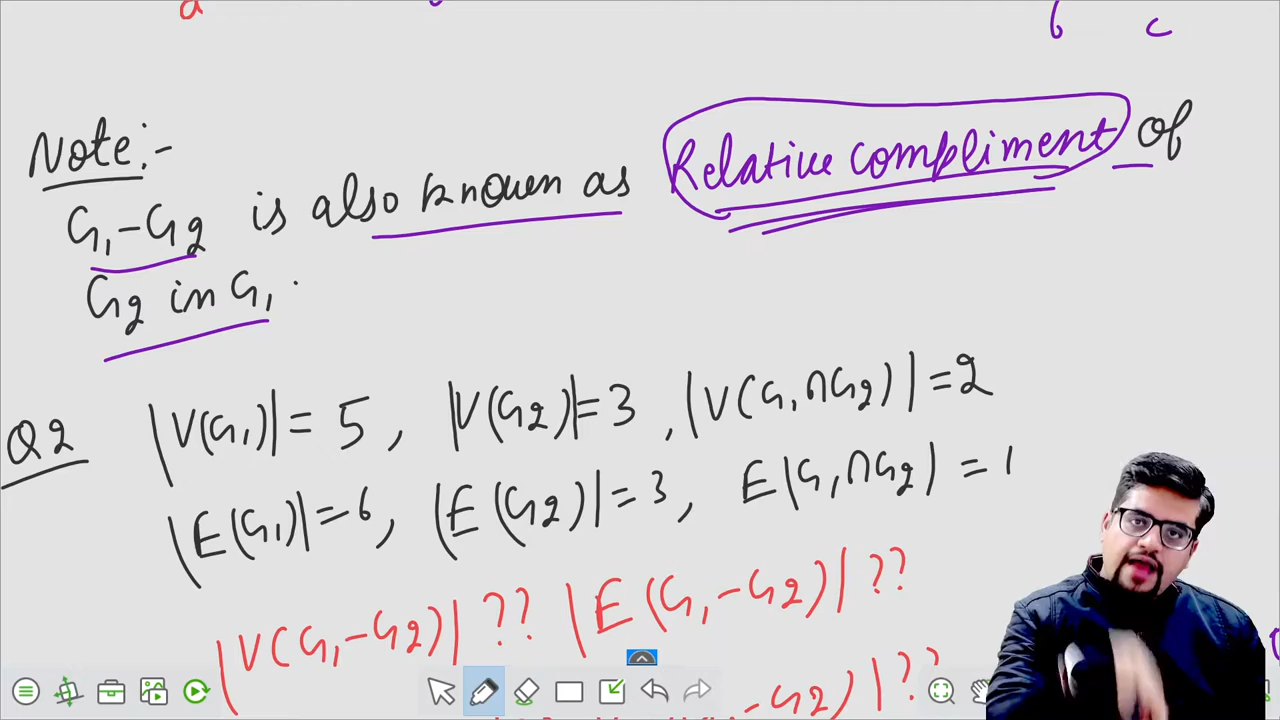 a
b c
Note:-
G₁-G₂ is also known as Relative compliment of
G₂ in G₁.
Q2 |V(G₁)| = 5, |V(G₂)|=3, |V(G₁∩G₂)| =2
|E(G₁)|=6, |E(G₂)| =3, E|G₁∩G₂) = 1
|V(G₁-G₂)| ?? |E(G₁-G₂)| ??
-G₂)|??